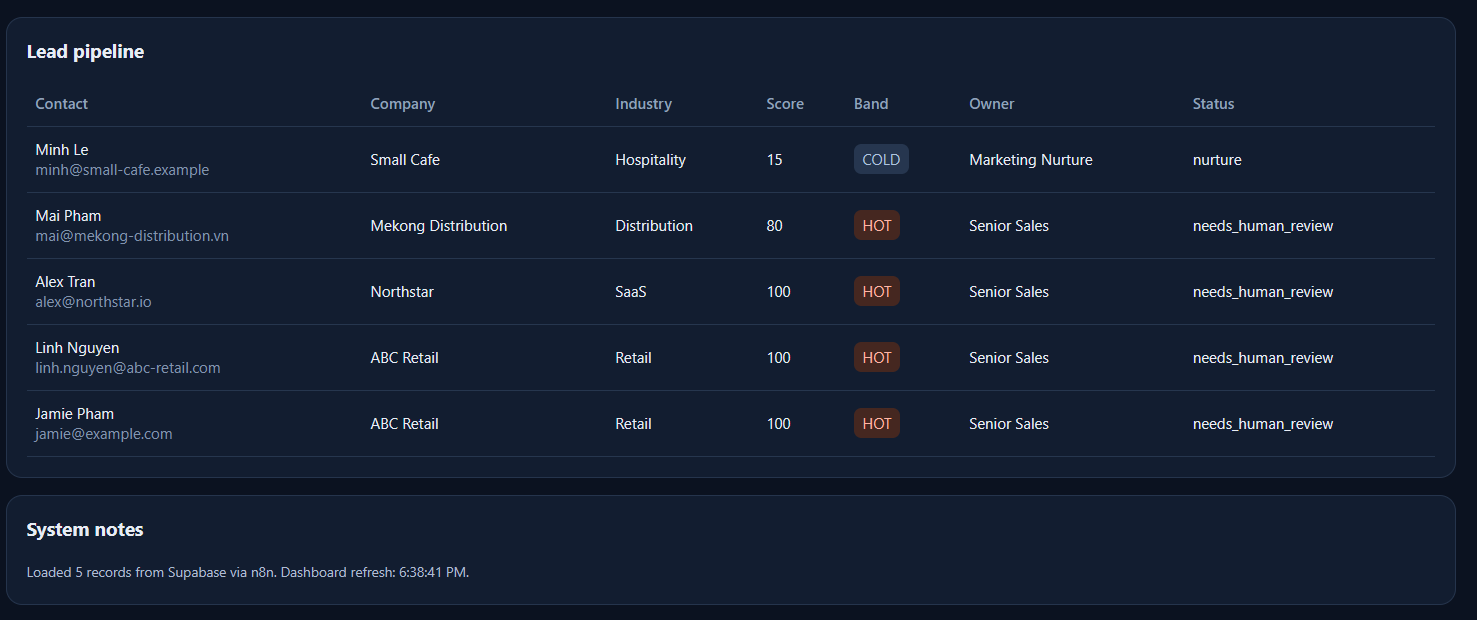 Lead pipeline
Contact Company Industry Score Band Owner Status
Minh Le
minh@small-cafe.example
Small Cafe Hospitality 15 COLD Marketing Nurture nurture
Mai Pham
mai@mekong-distribution.vn
Mekong Distribution Distribution 80 HOT Senior Sales needs_human_review
Alex Tran
alex@northstar.io
Northstar SaaS 100 HOT Senior Sales needs_human_review
Linh Nguyen
linh.nguyen@abc-retail.com
ABC Retail Retail 100 HOT Senior Sales needs_human_review
Jamie Pham
jamie@example.com
ABC Retail Retail 100 HOT Senior Sales needs_human_review
System notes
Loaded 5 records from Supabase via n8n. Dashboard refresh: 6:38:41 PM.